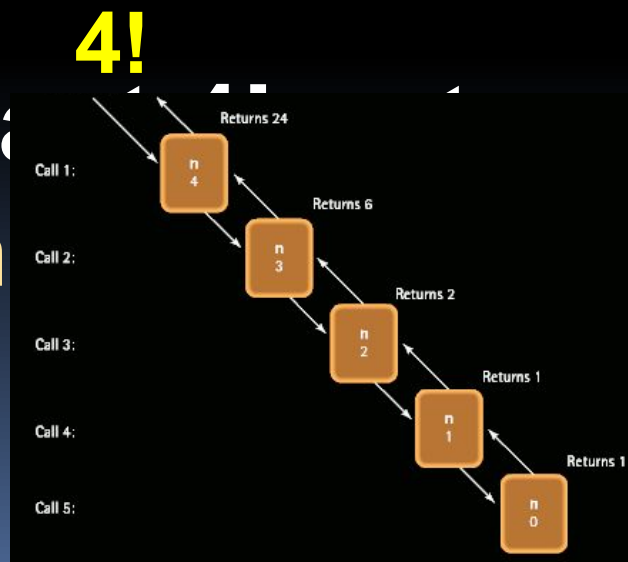 4!
Returns 24
Call 1:
n
4
Returns 6
Call 2:
n
3
Returns 2
Call 3:
n
2
Returns 1
Call 4:
n
1
Returns 1
Call 5:
n
0